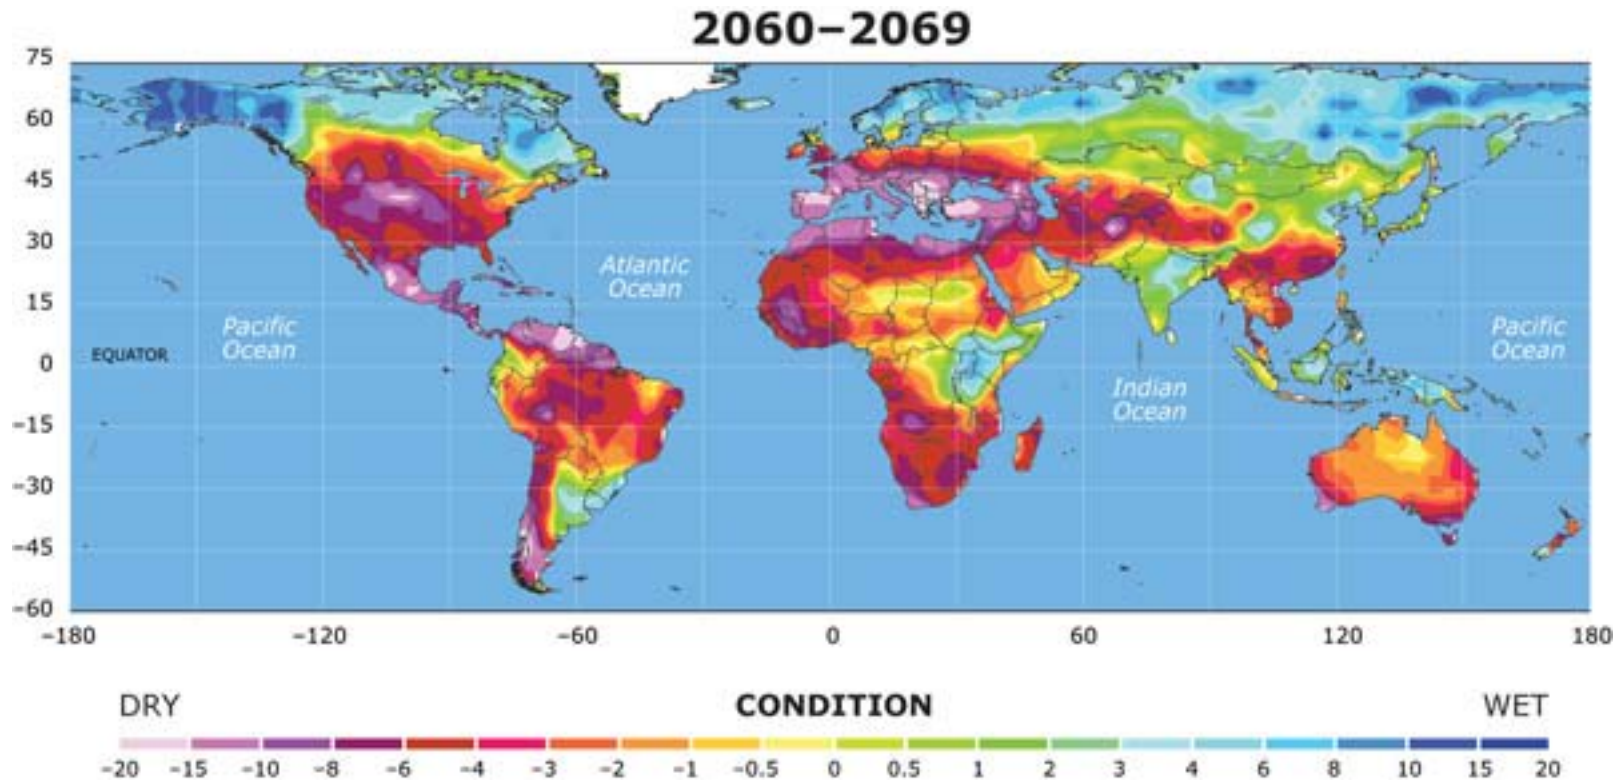 2060–2069
75
60
45
30
15
0
–15
–30
–45
–60
Atlantic
Ocean
Pacific
Ocean
EQUATOR
Indian
Ocean
Pacific
Ocean
–180 –120 –60 0 60 120 180
DRY CONDITION WET
–20 –15 –10 –8 –6 –4 –3 –2 –1 –0.5 0 0.5 1 2 3 4 6 8 10 15 20